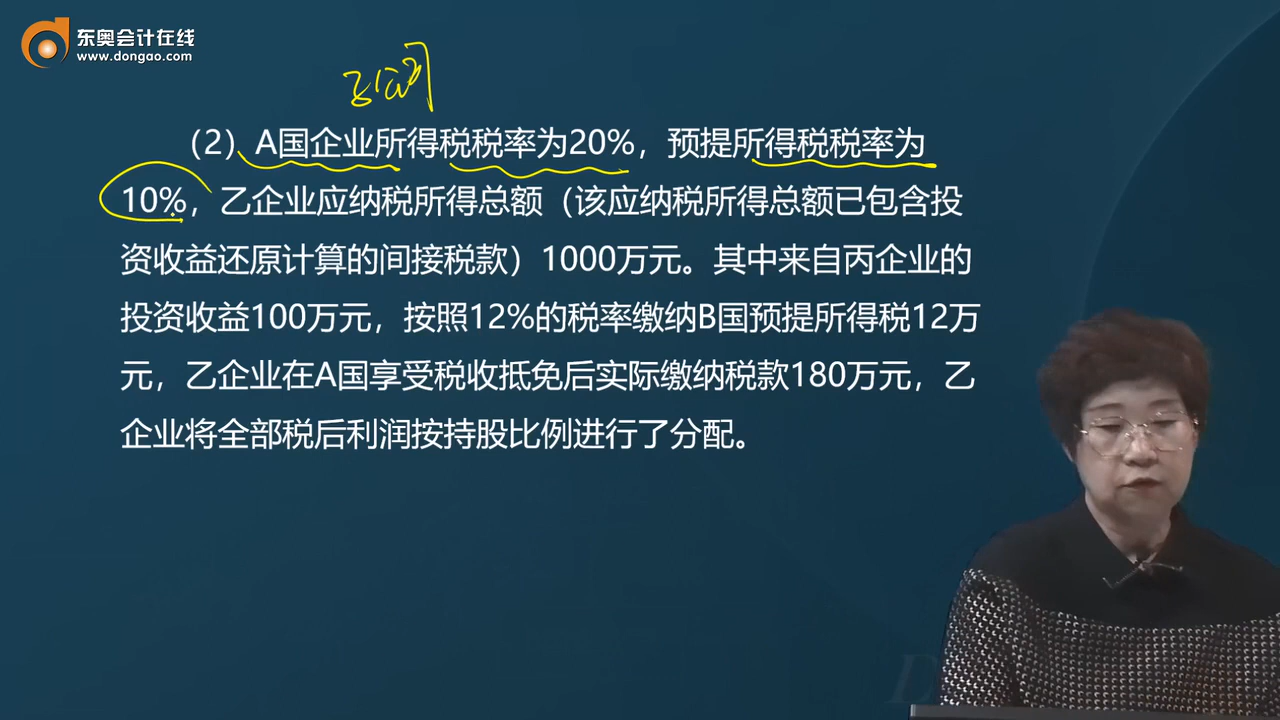 东奥会计在线
www.dongao.com
乙公司
（2）A国企业所得税税率为20%，预提所得税税率为
10%，乙企业应纳税所得总额（该应纳税所得总额已包含投
资收益还原计算的间接税款）1000万元。其中来自丙企业的
投资收益100万元，按照12%的税率缴纳B国预提所得税12万
元，乙企业在A国享受税收抵免后实际缴纳税款180万元，乙
企业将全部税后利润按持股比例进行了分配。